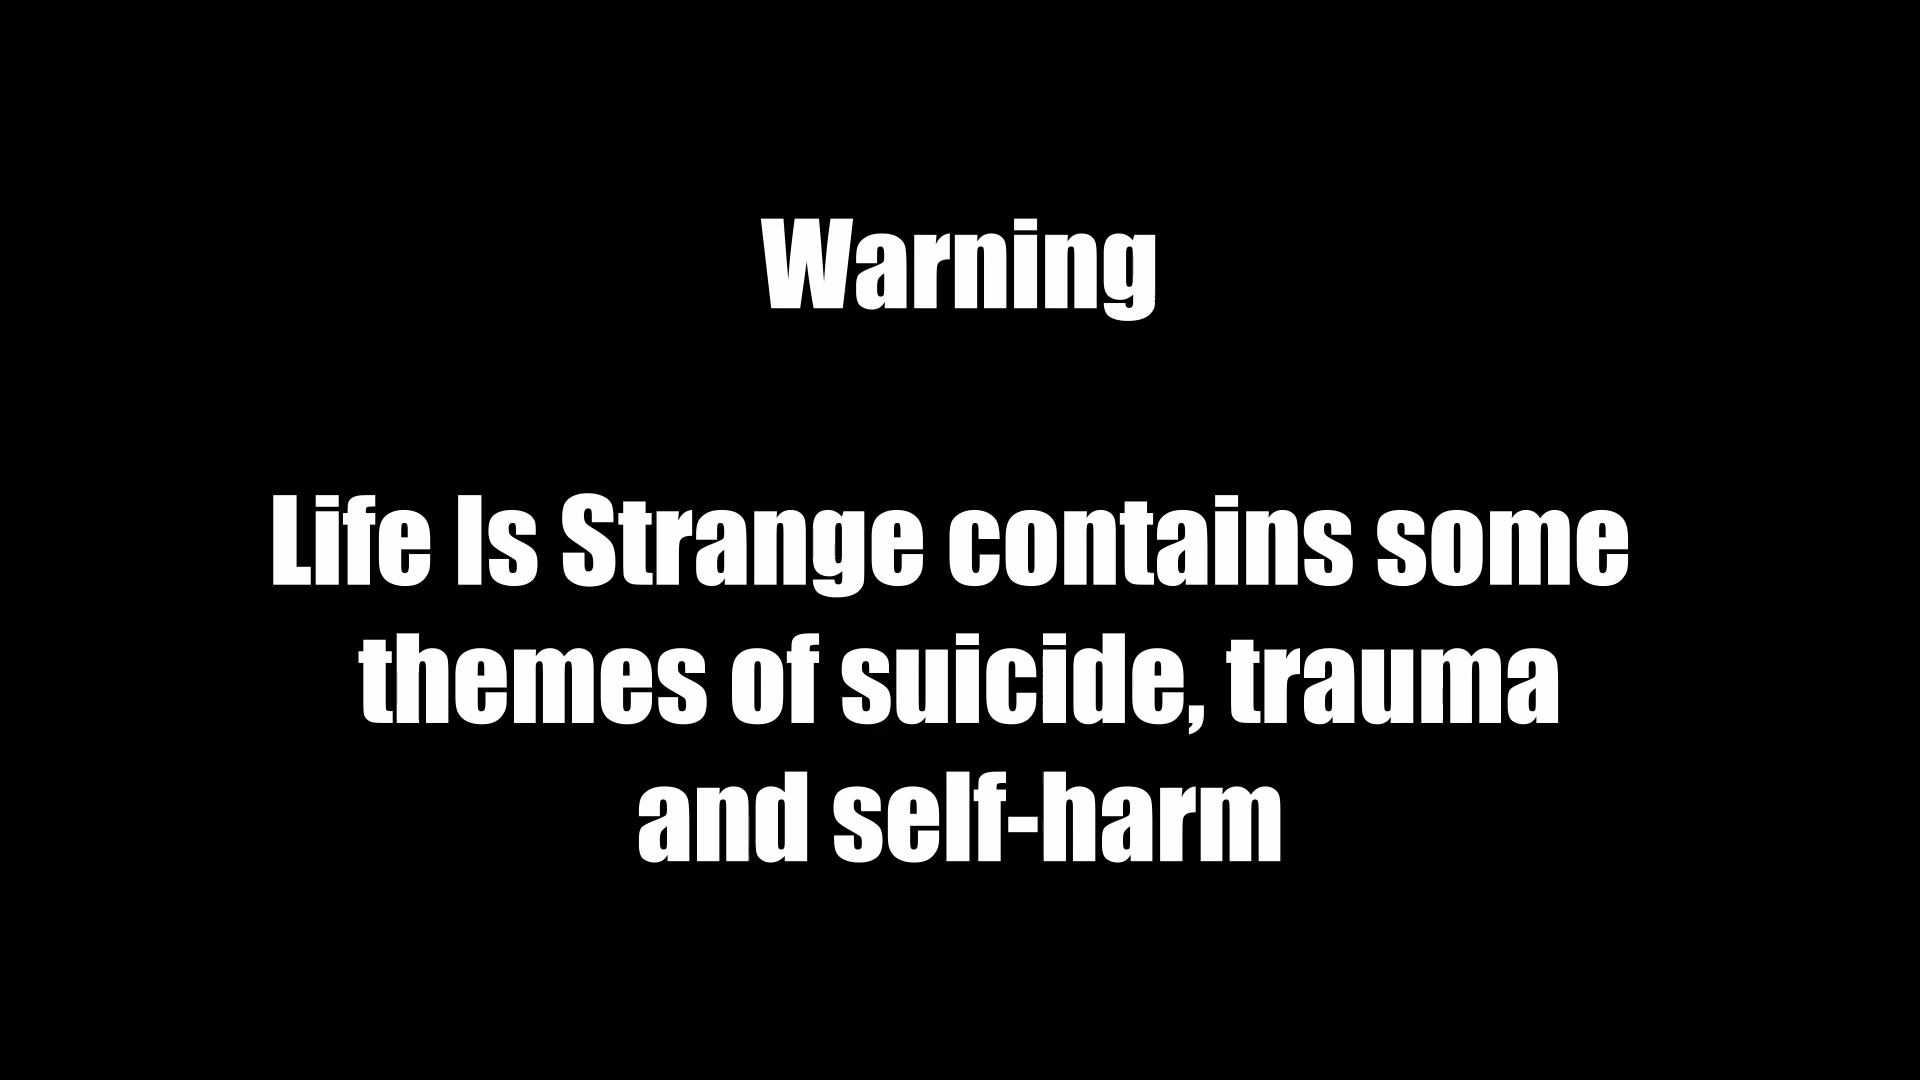 Warning
Life Is Strange contains some
themes of suicide, trauma
and self-harm